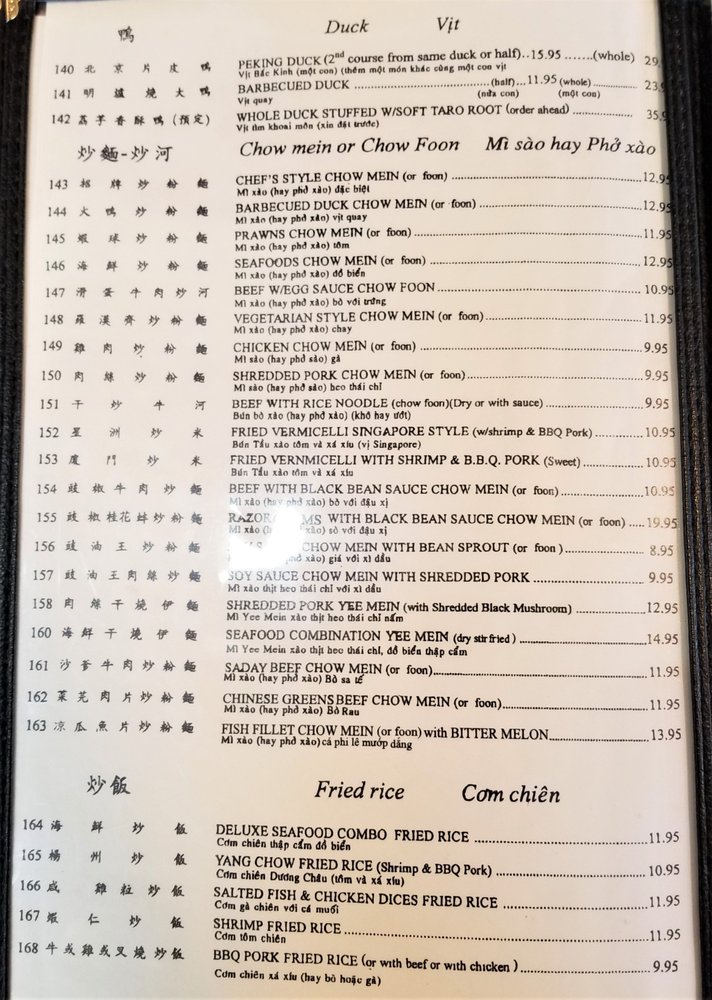 鴨 Duck Vịt
140 北京片皮鴨 PEKING DUCK (2nd course from same duck or half)..15.95 .......(whole) 29
Vịt Bắc Kinh (một con) (thêm một món khác cùng một con vịt
141 明爐燒大鴨 BARBECUED DUCK ..........(half)...11.95 (whole)..........23.9
Vịt quay (nửa con) (một con)
142 荔芋香酥鴨 (預定) WHOLE DUCK STUFFED W/SOFT TARO ROOT (order ahead)..........35.9
Vịt tìm khoai môn (xin đặt trước)
炒麵-炒河 Chow mein or Chow Foon Mì sào hay Phở xào
143 招牌炒粉麵 CHEF'S STYLE CHOW MEIN (or foon)..........12.95
Mì xào (hay phở xào) đặc biệt
144 火鴨炒粉麵 BARBECUED DUCK CHOW MEIN (or foon)..........12.95
Mì xào (hay phở xào) vịt quay
145 蝦球炒粉麵 PRAWNS CHOW MEIN (or foon)..........11.95
Mì xào (hay phở xào) tôm
146 海鮮炒粉麵 SEAFOODS CHOW MEIN (or foon)..........12.95
Mì xào (hay phở xào) đồ biển
147 滑蛋牛肉炒河 BEEF W/EGG SAUCE CHOW FOON..........10.95
Mì xào (hay phở xào) bò với trứng
148 羅漢齊炒粉麵 VEGETARIAN STYLE CHOW MEIN (or foon)..........11.95
Mì xào (hay phở xào) chay
149 雞肉炒粉麵 CHICKEN CHOW MEIN (or foon)..........9.95
Mì sào (hay phở sào) gà
150 肉絲炒粉麵 SHREDDED PORK CHOW MEIN (or foon)..........9.95
Mì sào (hay phở sào) heo thái chỉ
151 干炒牛河 BEEF WITH RICE NOODLE (chow foon)(Dry or with sauce)..........9.95
Bún bò xào (hay phở xào) (khô hay ướt)
152 星洲炒米 FRIED VERMICELLI SINGAPORE STYLE (w/shrimp & BBQ Pork)..........10.95
Bún Tầu xào tôm và xá xíu (vị Singapore)
153 廈門炒米 FRIED VERNMICELLI WITH SHRIMP & B.B.Q. PORK (Sweet)..........10.95
Bún Tầu xào tôm và xá xíu
154 豉椒牛肉炒麵 BEEF WITH BLACK BEAN SAUCE CHOW MEIN (or foon)..........10.95
Mì xào (hay phở xào) bò với đậu xị
155 豉椒桂花蚌炒粉麵 RAZOR MS WITH BLACK BEAN SAUCE CHOW MEIN (or foon).....19.95
Mì xào (hay phở xào) sò với đậu xị
156 豉油王炒粉麵 CHOW MEIN WITH BEAN SPROUT (or foon )..........8.95
Mì xào (hay phở xào) giá với xì dầu
157 豉油王肉絲炒麵 SOY SAUCE CHOW MEIN WITH SHREDDED PORK..........9.95
Mì xào thịt heo thái chỉ với xì dầu
158 肉絲干燒伊麵 SHREDDED PORK YEE MEIN (with Shredded Black Mushroom)..........12.95
Mì Yee Mein xào thịt heo thái chỉ nấm
160 海鮮干燒伊麵 SEAFOOD COMBINATION YEE MEIN (dry stir fried)..........14.95
Mì Yee Mein xào thịt heo thái chỉ, đồ biển thập cẩm
161 沙爹牛肉炒粉麵 SADAY BEEF CHOW MEIN (or foon)..........11.95
Mì xào (hay phở xào) Bò sa tế
162 菜芫肉片炒粉麵 CHINESE GREENS BEEF CHOW MEIN (or foon)..........11.95
Mì xào (hay phở xào) Bò Rau
163 凉瓜魚片炒粉麵 FISH FILLET CHOW MEIN (or foon) with BITTER MELON..........13.95
Mì xào (hay phở xào) cá phi lê mướp đắng
炒飯 Fried rice Cơm chiên
164 海鮮炒飯 DELUXE SEAFOOD COMBO FRIED RICE..........11.95
Cơm chiên thập cẩm đồ biển
165 楊州炒飯 YANG CHOW FRIED RICE (Shrimp & BBQ Pork)..........10.95
Cơm chiên Dương Châu (tôm và xá xíu)
166 咸雞粒炒飯 SALTED FISH & CHICKEN DICES FRIED RICE..........11.95
Cơm gà chiên với cá muối
167 蝦仁炒飯 SHRIMP FRIED RICE..........11.95
Cơm tôm chiên
168 牛或雞或叉燒炒飯 BBQ PORK FRIED RICE (or with beef or with chicken )..........9.95
Cơm chiên xá xíu (hay bò hoặc gà)